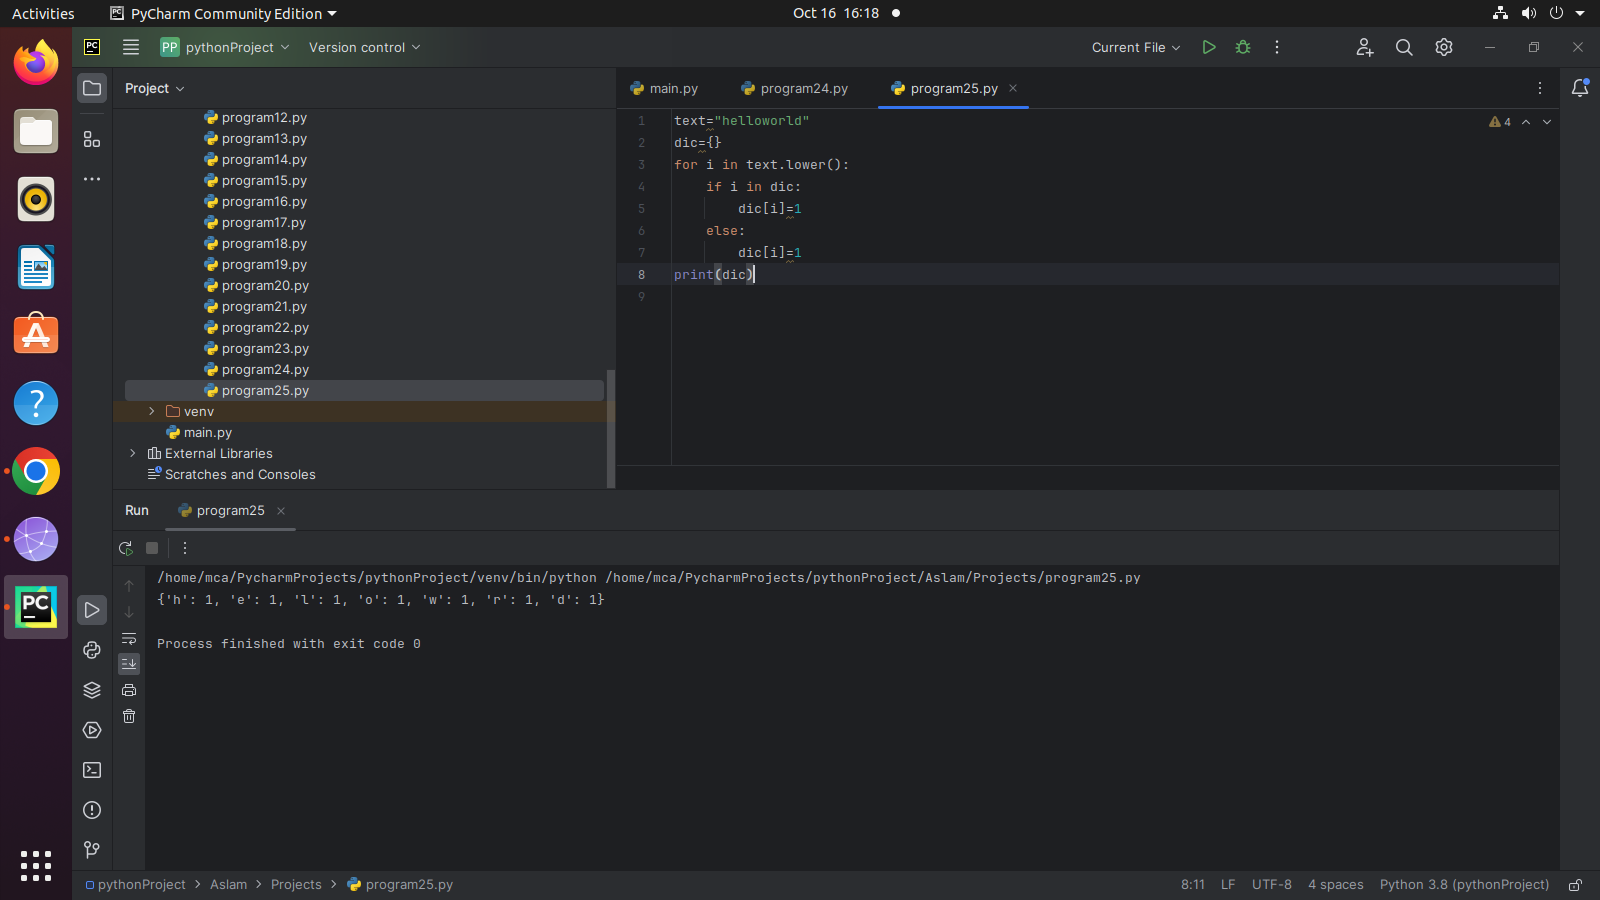 Activities
PyCharm Community Edition
Oct 16 16:18
PC
PP pythonProject
Version control
Current File
Project
main.py
program24.py
program25.py
program12.py
program13.py
program14.py
program15.py
program16.py
program17.py
program18.py
program19.py
program20.py
program21.py
program22.py
program23.py
program24.py
program25.py
venv
main.py
External Libraries
Scratches and Consoles
1 text="helloworld"
4
2 dic={}
3 for i in text.lower():
4     if i in dic:
5         dic[i]=1
6     else:
7         dic[i]=1
8 print(dic)
9
Run
program25
/home/mca/PycharmProjects/pythonProject/venv/bin/python /home/mca/PycharmProjects/pythonProject/Aslam/Projects/program25.py
{'h': 1, 'e': 1, 'l': 1, 'o': 1, 'w': 1, 'r': 1, 'd': 1}
Process finished with exit code 0
PC
pythonProject > Aslam > Projects > program25.py
8:11 LF UTF-8 4 spaces Python 3.8 (pythonProject)